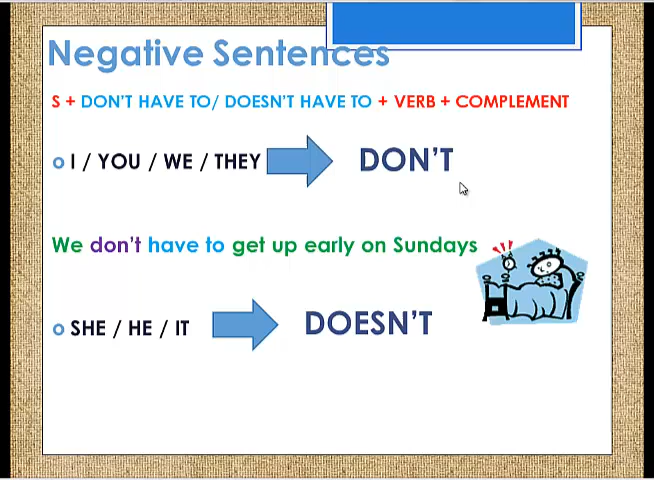 Negative Sentences
S + DON'T HAVE TO/ DOESN'T HAVE TO + VERB + COMPLEMENT
I / YOU / WE / THEY DON'T
We don't have to get up early on Sundays
SHE / HE / IT DOESN'T